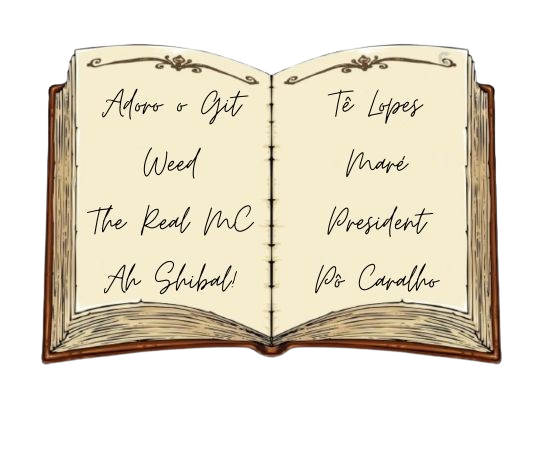 Adoro o Git
Weed
The Real MC
Ah Shibal!
Tê Lopes
Maré
President
Pô Caralho